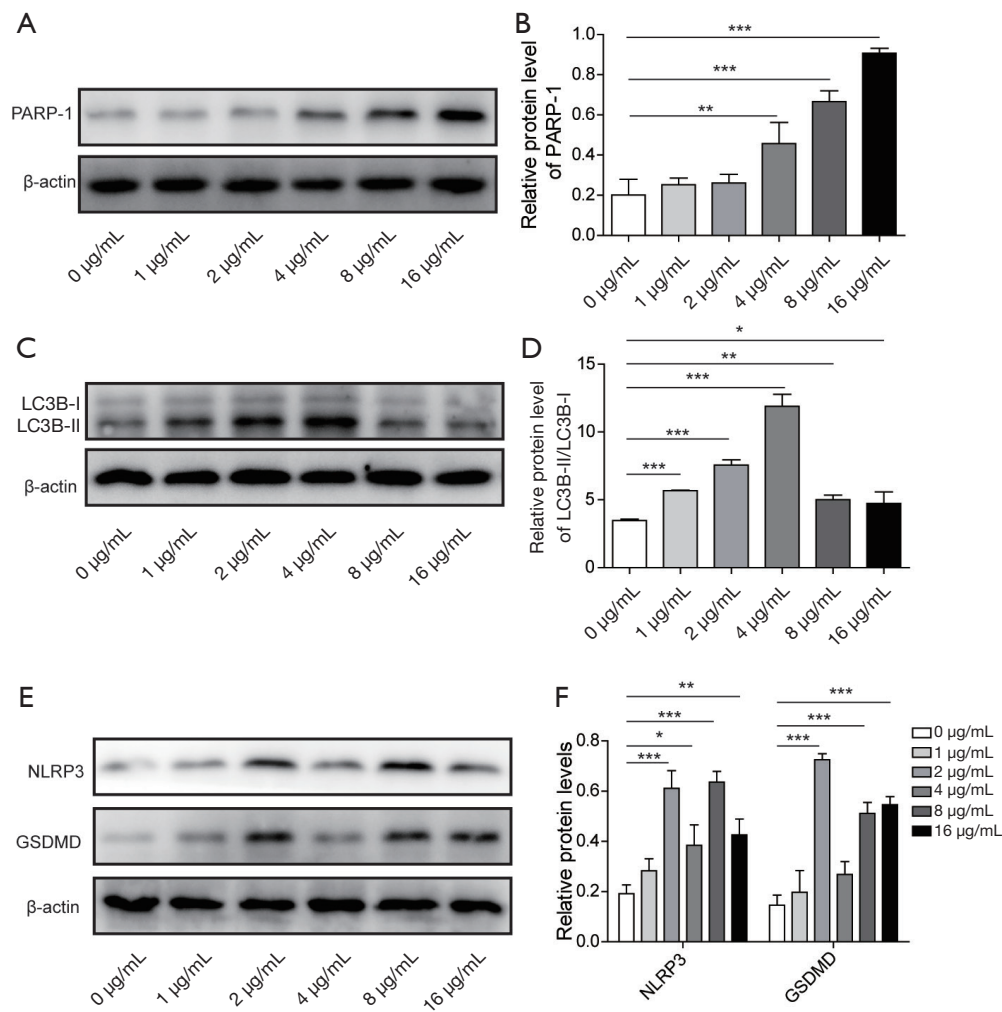 A
PARP-1
β-actin
0 μg/mL
1 μg/mL
2 μg/mL
4 μg/mL
8 μg/mL
16 μg/mL
B
Relative protein level
of PARP-1
1.0
0.8
0.6
0.4
0.2
0.0
***
***
**
0 μg/mL
1 μg/mL
2 μg/mL
4 μg/mL
8 μg/mL
16 μg/mL
C
LC3B-I
LC3B-II
β-actin
0 μg/mL
1 μg/mL
2 μg/mL
4 μg/mL
8 μg/mL
16 μg/mL
D
Relative protein level
of LC3B-II/LC3B-I
15
10
5
0
*
**
***
***
***
0 μg/mL
1 μg/mL
2 μg/mL
4 μg/mL
8 μg/mL
16 μg/mL
E
NLRP3
GSDMD
β-actin
0 μg/mL
1 μg/mL
2 μg/mL
4 μg/mL
8 μg/mL
16 μg/mL
F
Relative protein levels
0.8
0.6
0.4
0.2
0.0
**
***
*
***
***
***
***
NLRP3
GSDMD
0 μg/mL
1 μg/mL
2 μg/mL
4 μg/mL
8 μg/mL
16 μg/mL